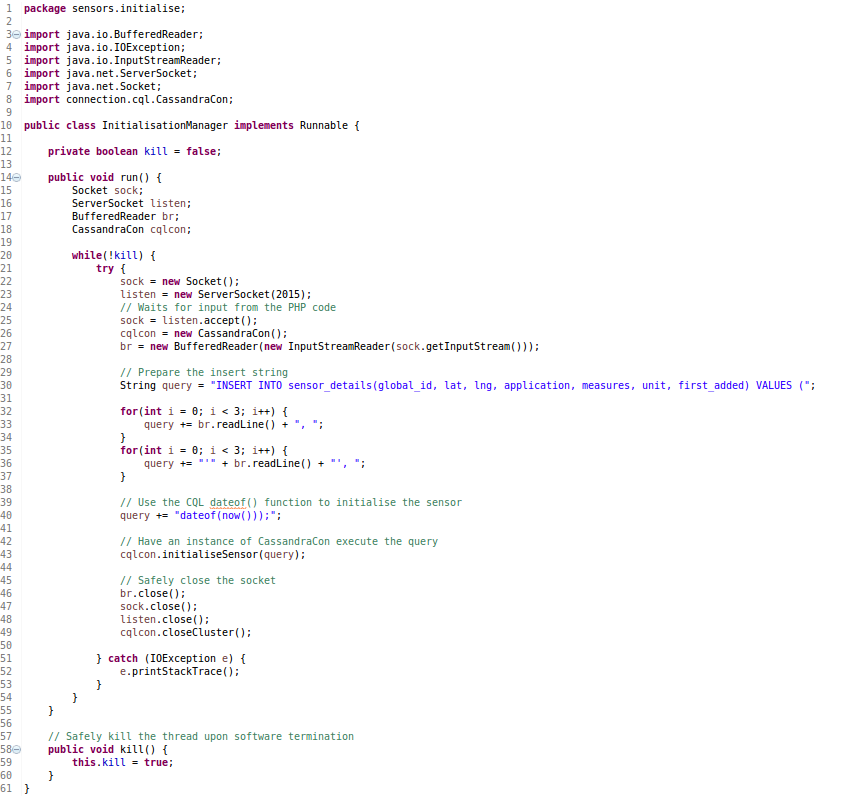 1 package sensors.initialise;
2
3 import java.io.BufferedReader;
4 import java.io.IOException;
5 import java.io.InputStreamReader;
6 import java.net.ServerSocket;
7 import java.net.Socket;
8 import connection.cql.CassandraCon;
9
10 public class InitialisationManager implements Runnable {
11
12     private boolean kill = false;
13
14     public void run() {
15         Socket sock;
16         ServerSocket listen;
17         BufferedReader br;
18         CassandraCon cqlcon;
19
20         while(!kill) {
21             try {
22                 sock = new Socket();
23                 listen = new ServerSocket(2015);
24                 // Waits for input from the PHP code
25                 sock = listen.accept();
26                 cqlcon = new CassandraCon();
27                 br = new BufferedReader(new InputStreamReader(sock.getInputStream()));
28
29                 // Prepare the insert string
30                 String query = "INSERT INTO sensor_details(global_id, lat, lng, application, measures, unit, first_added) VALUES (";
31
32                 for(int i = 0; i < 3; i++) {
33                     query += br.readLine() + ", ";
34                 }
35                 for(int i = 0; i < 3; i++) {
36                     query += "'" + br.readLine() + "', ";
37                 }
38
39                 // Use the CQL dateof() function to initialise the sensor
40                 query += "dateof(now()));";
41
42                 // Have an instance of CassandraCon execute the query
43                 cqlcon.initialiseSensor(query);
44
45                 // Safely close the socket
46                 br.close();
47                 sock.close();
48                 listen.close();
49                 cqlcon.closeCluster();
50
51             } catch (IOException e) {
52                 e.printStackTrace();
53             }
54         }
55     }
56
57     // Safely kill the thread upon software termination
58     public void kill() {
59         this.kill = true;
60     }
61 }